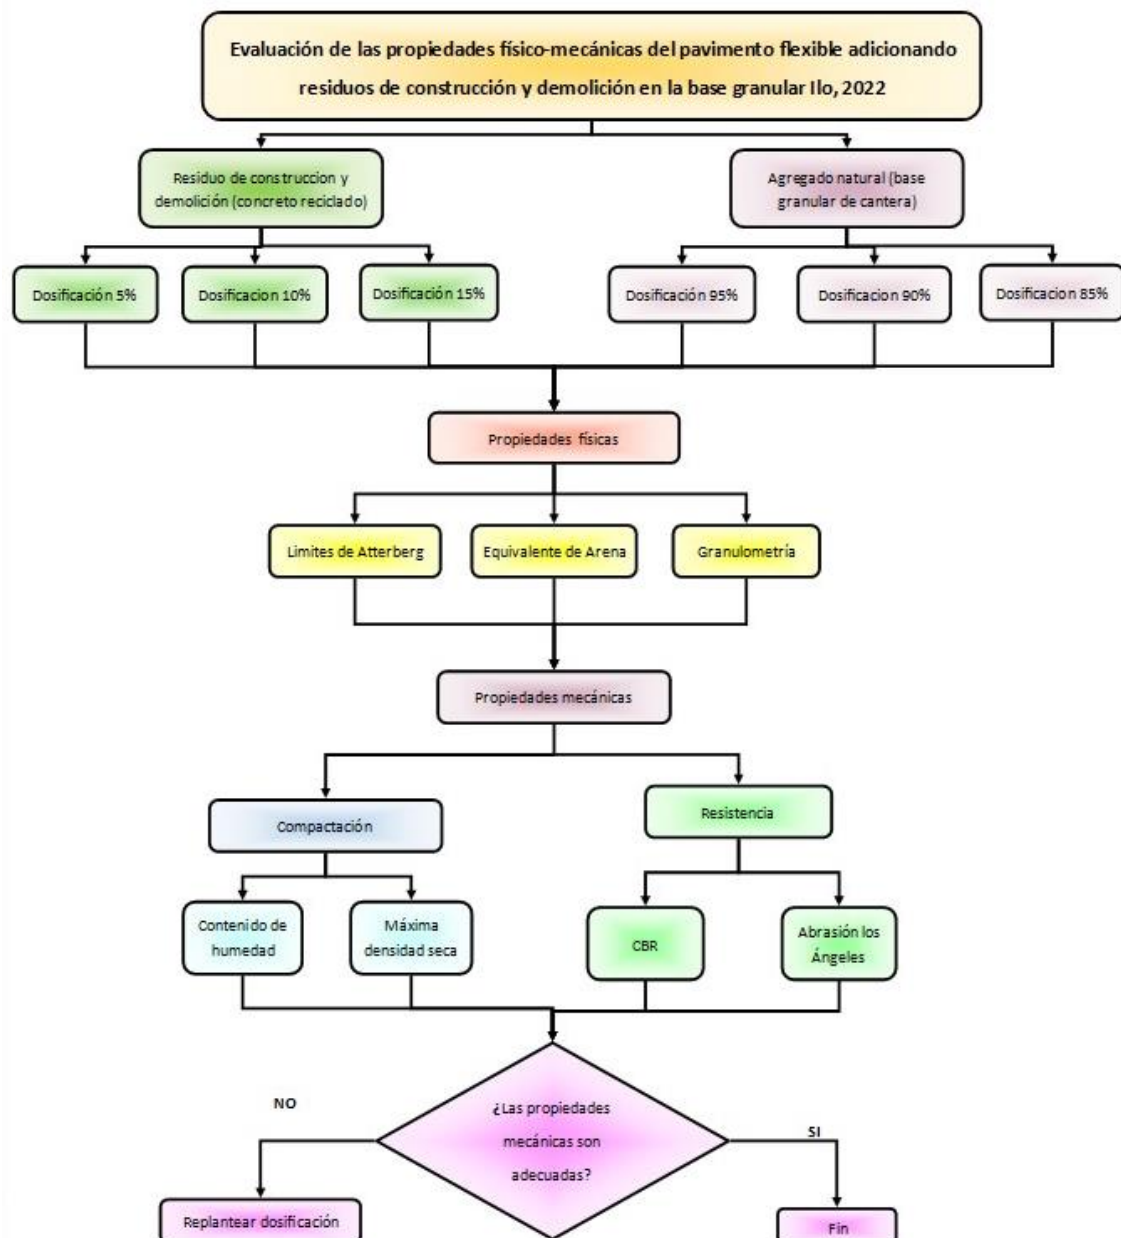 Evaluación de las propiedades físico-mecánicas del pavimento flexible adicionando
residuos de construcción y demolición en la base granular Ilo, 2022
Residuo de construccion y
demolición (concreto reciclado)
Agregado natural (base
granular de cantera)
Dosificación 5%
Dosificacion 10%
Dosificación 15%
Dosificación 95%
Dosificacion 90%
Dosificacion 85%
Propiedades físicas
Limites de Atterberg
Equivalente de Arena
Granulometría
Propiedades mecánicas
Compactación
Resistencia
Contenido de
humedad
Máxima
densidad seca
CBR
Abrasión los
Ángeles
¿Las propiedades
mecánicas son
adecuadas?
NO
SI
Replantear dosificación
Fin